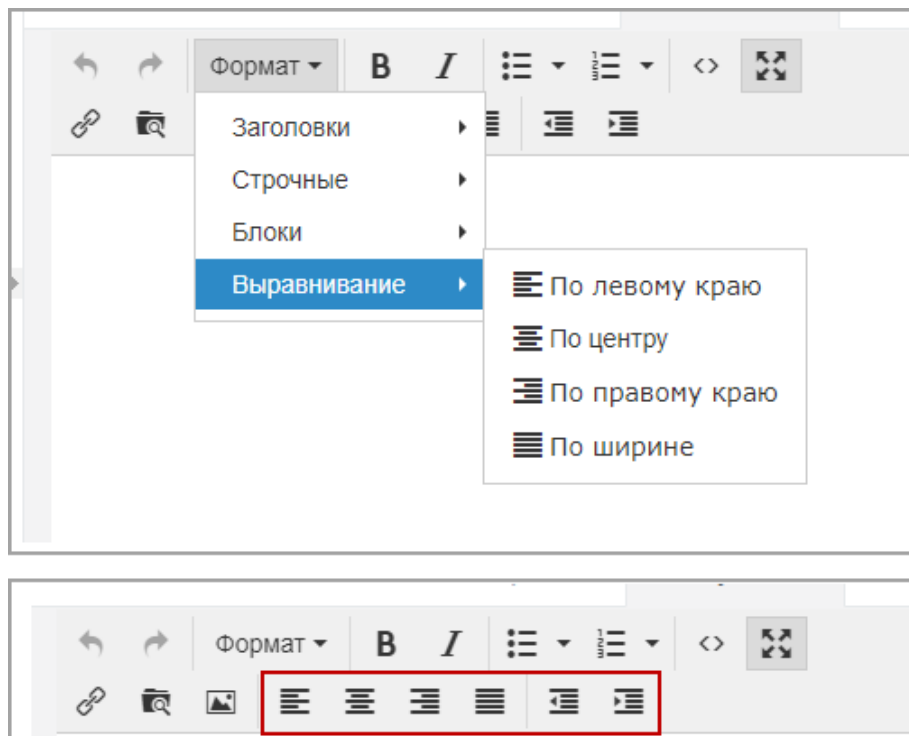 Формат B I <>
Заголовки
Строчные
Блоки
Выравнивание
По левому краю
По центру
По правому краю
По ширине
Формат B I <>